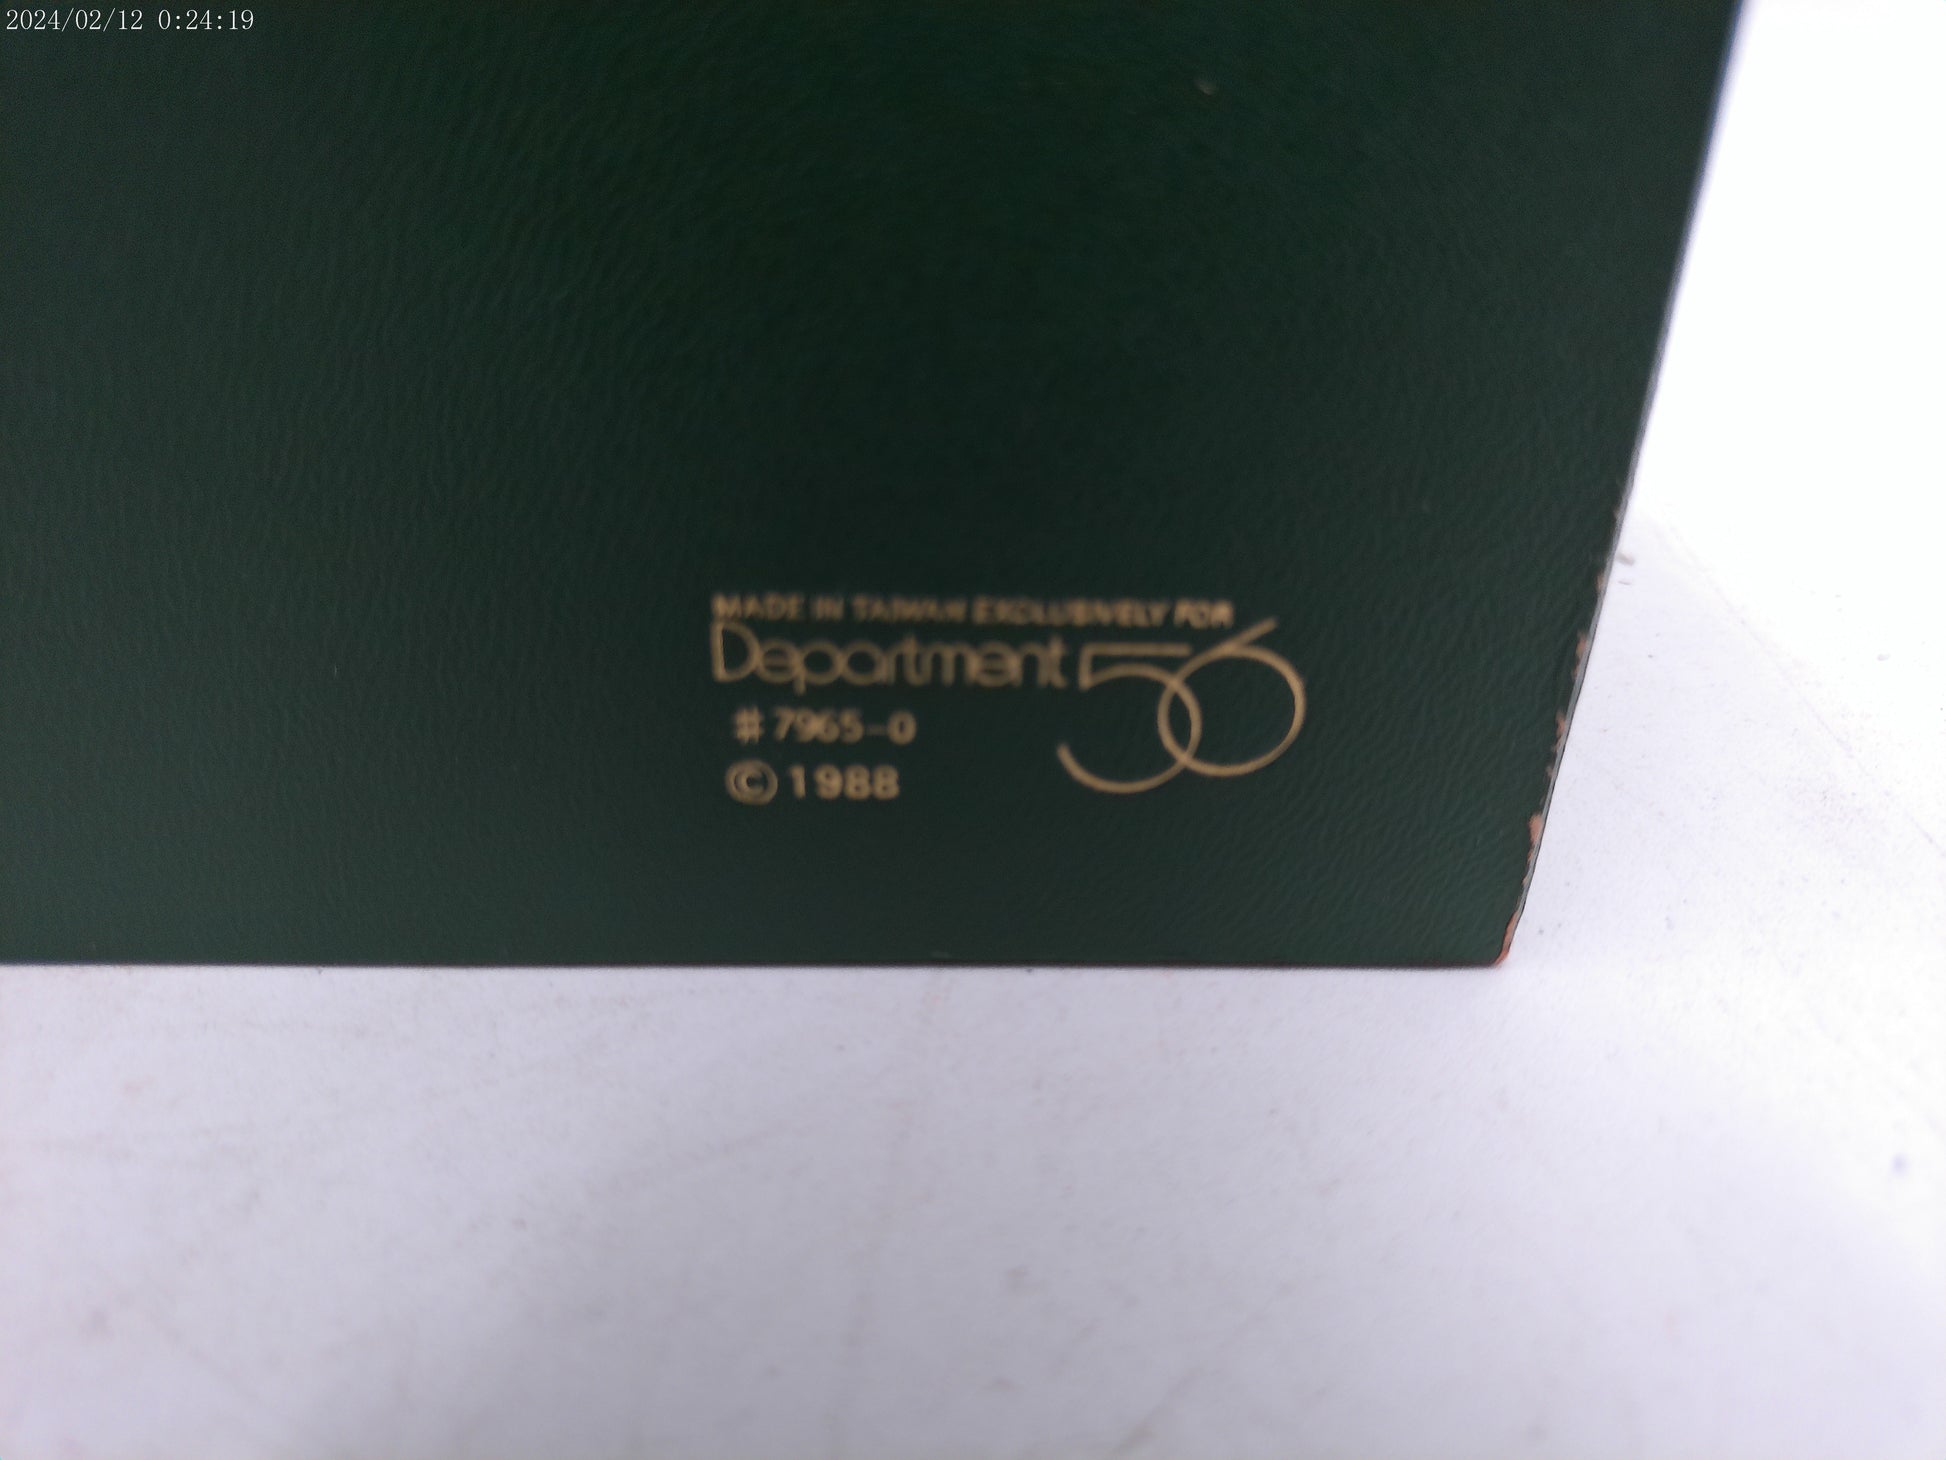 2024/02/12 0:24:19
MADE IN TAIWAN EXCLUSIVELY FOR
Department 56
# 7965-0
© 1988